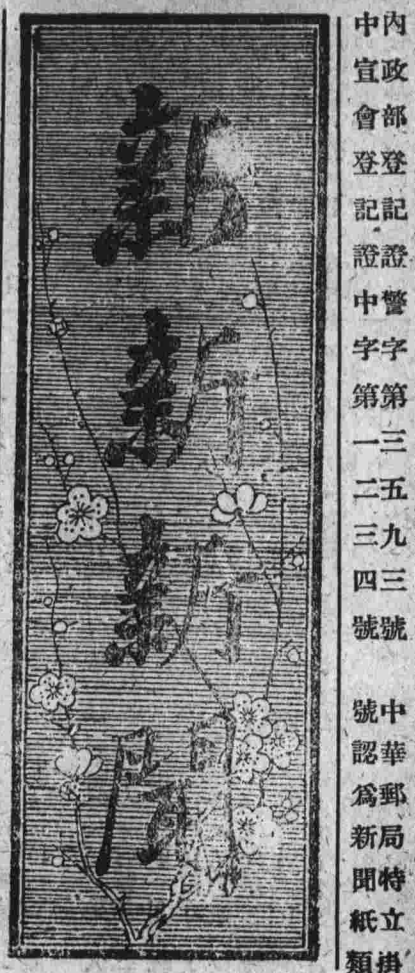 內政部登記證警字第三五九三號
中宣會登記證中字第一二三四號
中華郵局特立掛
號認爲新聞紙類
新新新聞